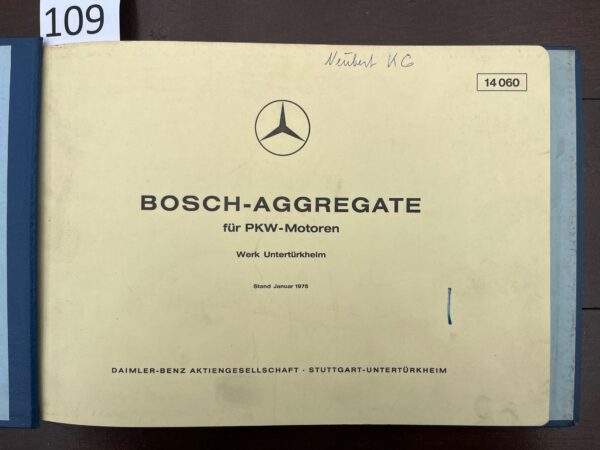 109
Neubert KG
14 060
BOSCH-AGGREGATE
für PKW-Motoren
Werk Untertürkheim
Stand Januar 1975
DAIMLER-BENZ AKTIENGESELLSCHAFT · STUTTGART-UNTERTÜRKHEIM